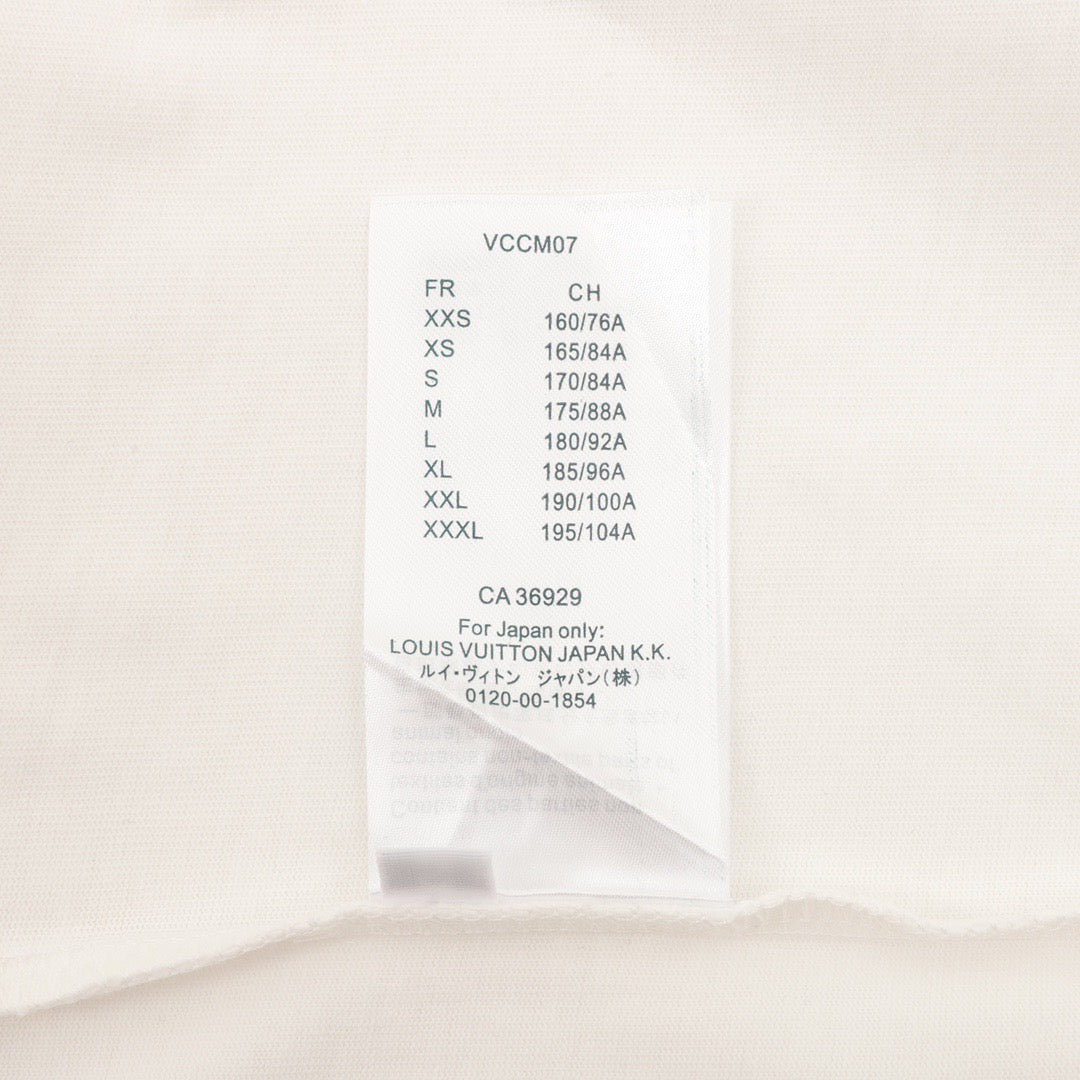 VCCM07
FR CH
XXS 160/76A
XS 165/84A
S 170/84A
M 175/88A
L 180/92A
XL 185/96A
XXL 190/100A
XXXL 195/104A
CA 36929
For Japan only:
LOUIS VUITTON JAPAN K.K.
ルイ・ヴィトン ジャパン(株)
0120-00-1854